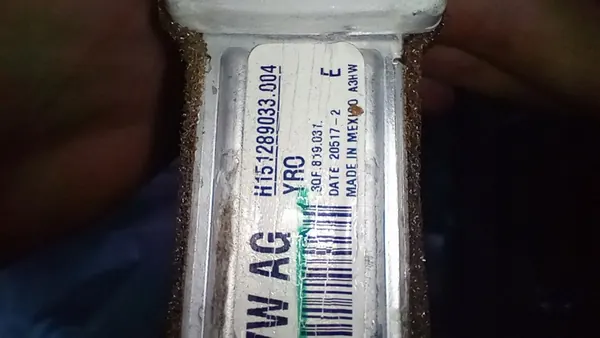 H151289033.004
VW AG YRO
3QF.819.031.
DATE 20517-2 E
MADE IN MEXICO A3HW